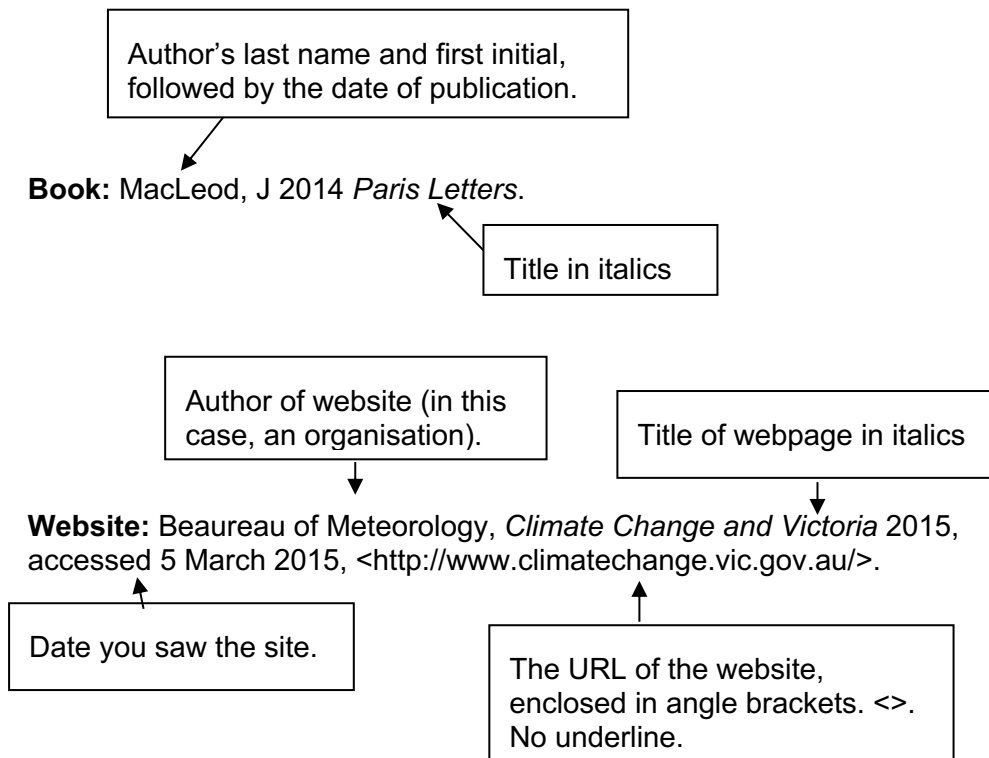 Author’s last name and first initial,
followed by the date of publication.
Book: MacLeod, J 2014 Paris Letters.
Title in italics
Author of website (in this
case, an organisation).
Title of webpage in italics
Website: Beaureau of Meteorology, Climate Change and Victoria 2015,
accessed 5 March 2015, <http://www.climatechange.vic.gov.au/>.
Date you saw the site.
The URL of the website,
enclosed in angle brackets. <>.
No underline.